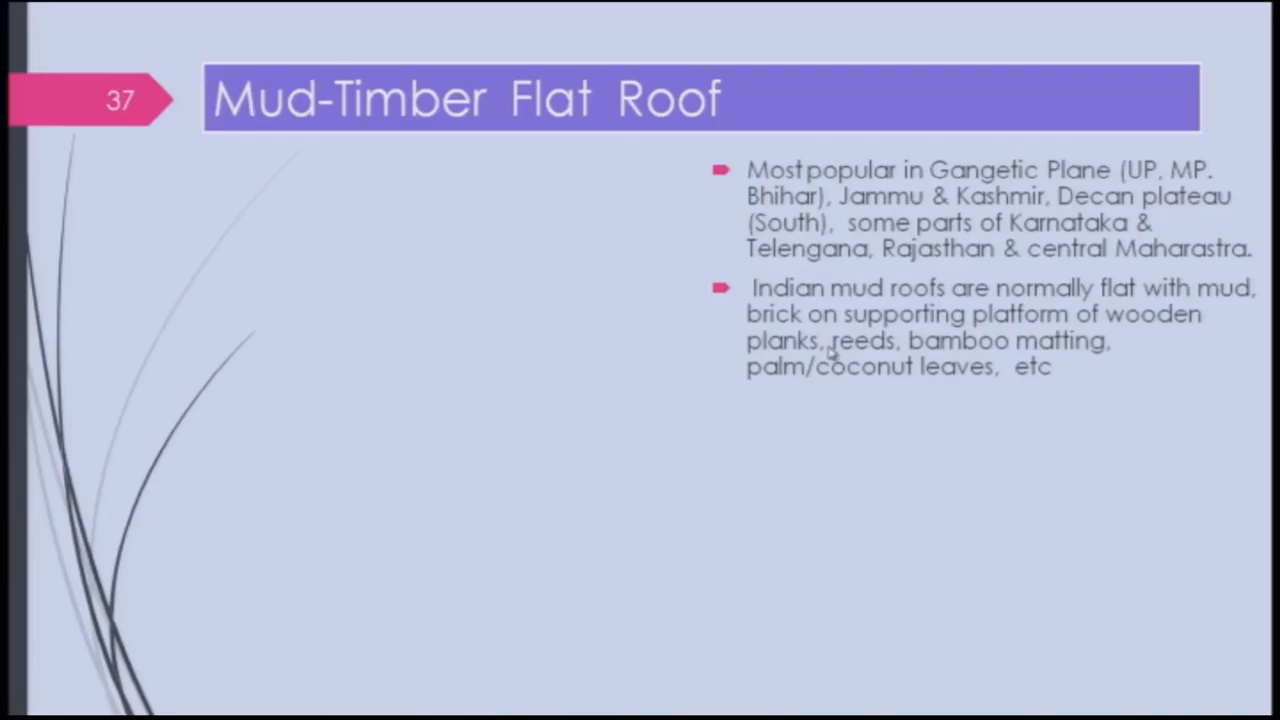 37
Mud-Timber Flat Roof
Most popular in Gangetic Plane (UP, MP.
Bhihar), Jammu & Kashmir, Decan plateau
(South), some parts of Karnataka &
Telengana, Rajasthan & central Maharastra.
Indian mud roofs are normally flat with mud,
brick on supporting platform of wooden
planks, reeds, bamboo matting,
palm/coconut leaves, etc